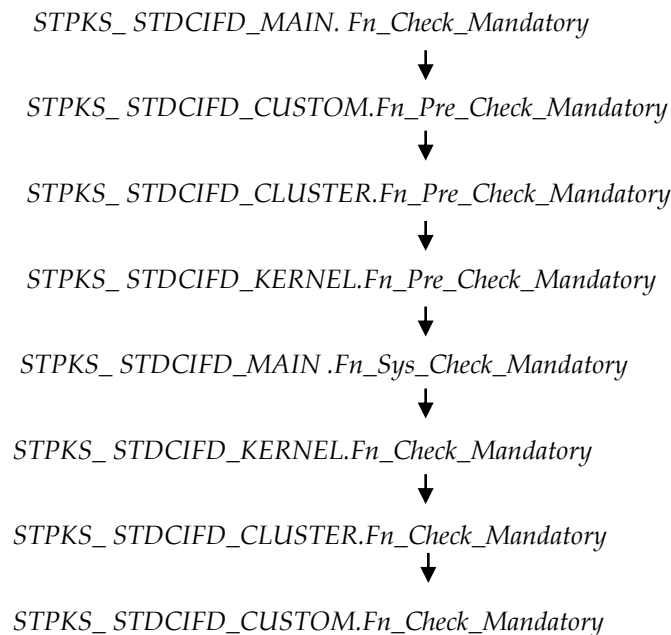 STPKS_ STDCIFD_MAIN. Fn_Check_Mandatory
STPKS_ STDCIFD_CUSTOM.Fn_Pre_Check_Mandatory
STPKS_ STDCIFD_CLUSTER.Fn_Pre_Check_Mandatory
STPKS_ STDCIFD_KERNEL.Fn_Pre_Check_Mandatory
STPKS_ STDCIFD_MAIN .Fn_Sys_Check_Mandatory
STPKS_ STDCIFD_KERNEL.Fn_Check_Mandatory
STPKS_ STDCIFD_CLUSTER.Fn_Check_Mandatory
STPKS_ STDCIFD_CUSTOM.Fn_Check_Mandatory